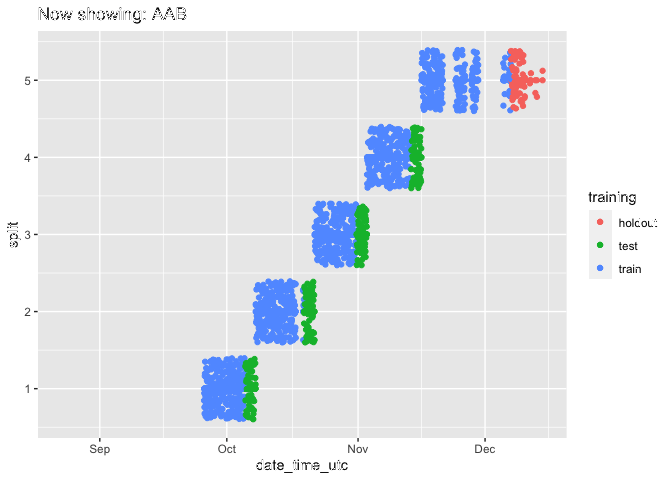 Now showing: AAB
5
4
3
2
1
split
Sep
Oct
Nov
Dec
date_time_utc
training
holdout
test
train